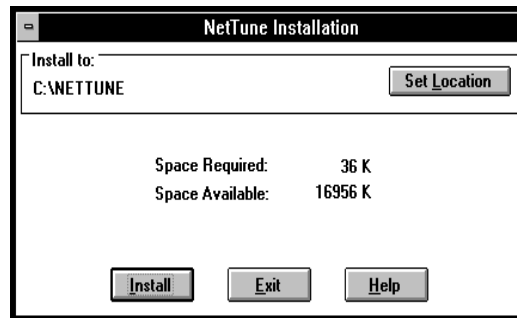 NetTune Installation
Install to:
C:\NETTUNE
Set Location
Space Required: 36 K
Space Available: 16956 K
Install Exit Help